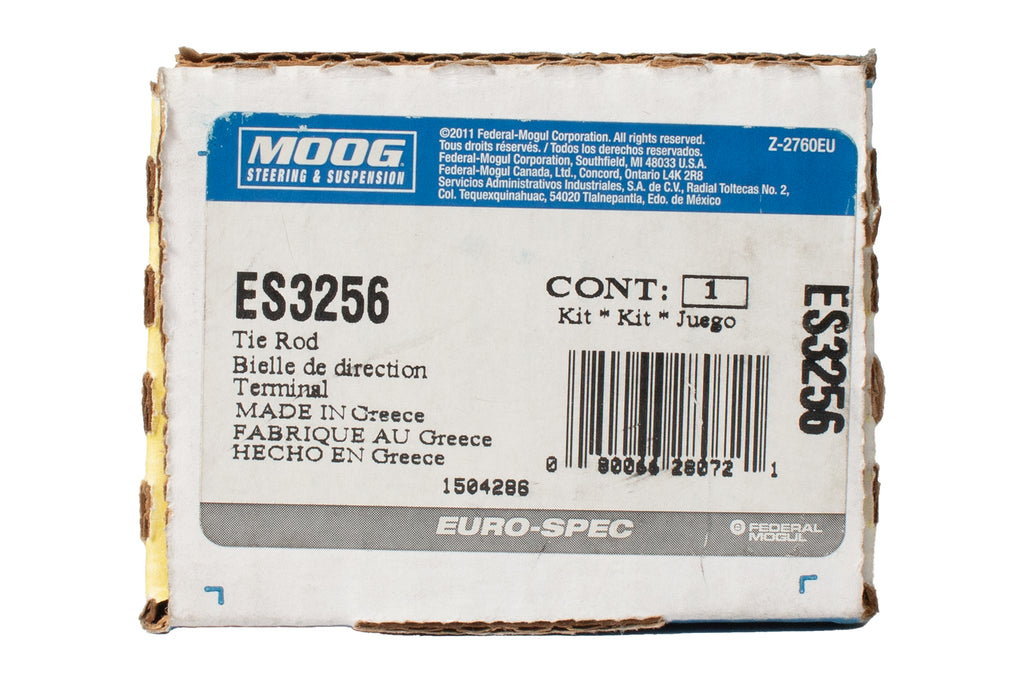 MOOG
STEERING & SUSPENSION
©2011 Federal-Mogul Corporation. All rights reserved.
Tous droits réservés. / Todos los derechos reservados.
Federal-Mogul Corporation, Southfield, MI 48033 U.S.A.
Federal-Mogul Canada, Ltd., Concord, Ontario L4K 2R8
Servicios Administrativos Industriales, S.A. de C.V., Radial Toltecas No. 2,
Col. Tequexquinahuac, 54020 Tlalnepantla, Edo. de México
Z-2760EU
ES3256
Tie Rod
Bielle de direction
Terminal
MADE IN Greece
FABRIQUE AU Greece
HECHO EN Greece
1504286
CONT: 1
Kit * Kit * Juego
0 80066 28072 1
ES3256
EURO-SPEC
FEDERAL
MOGUL